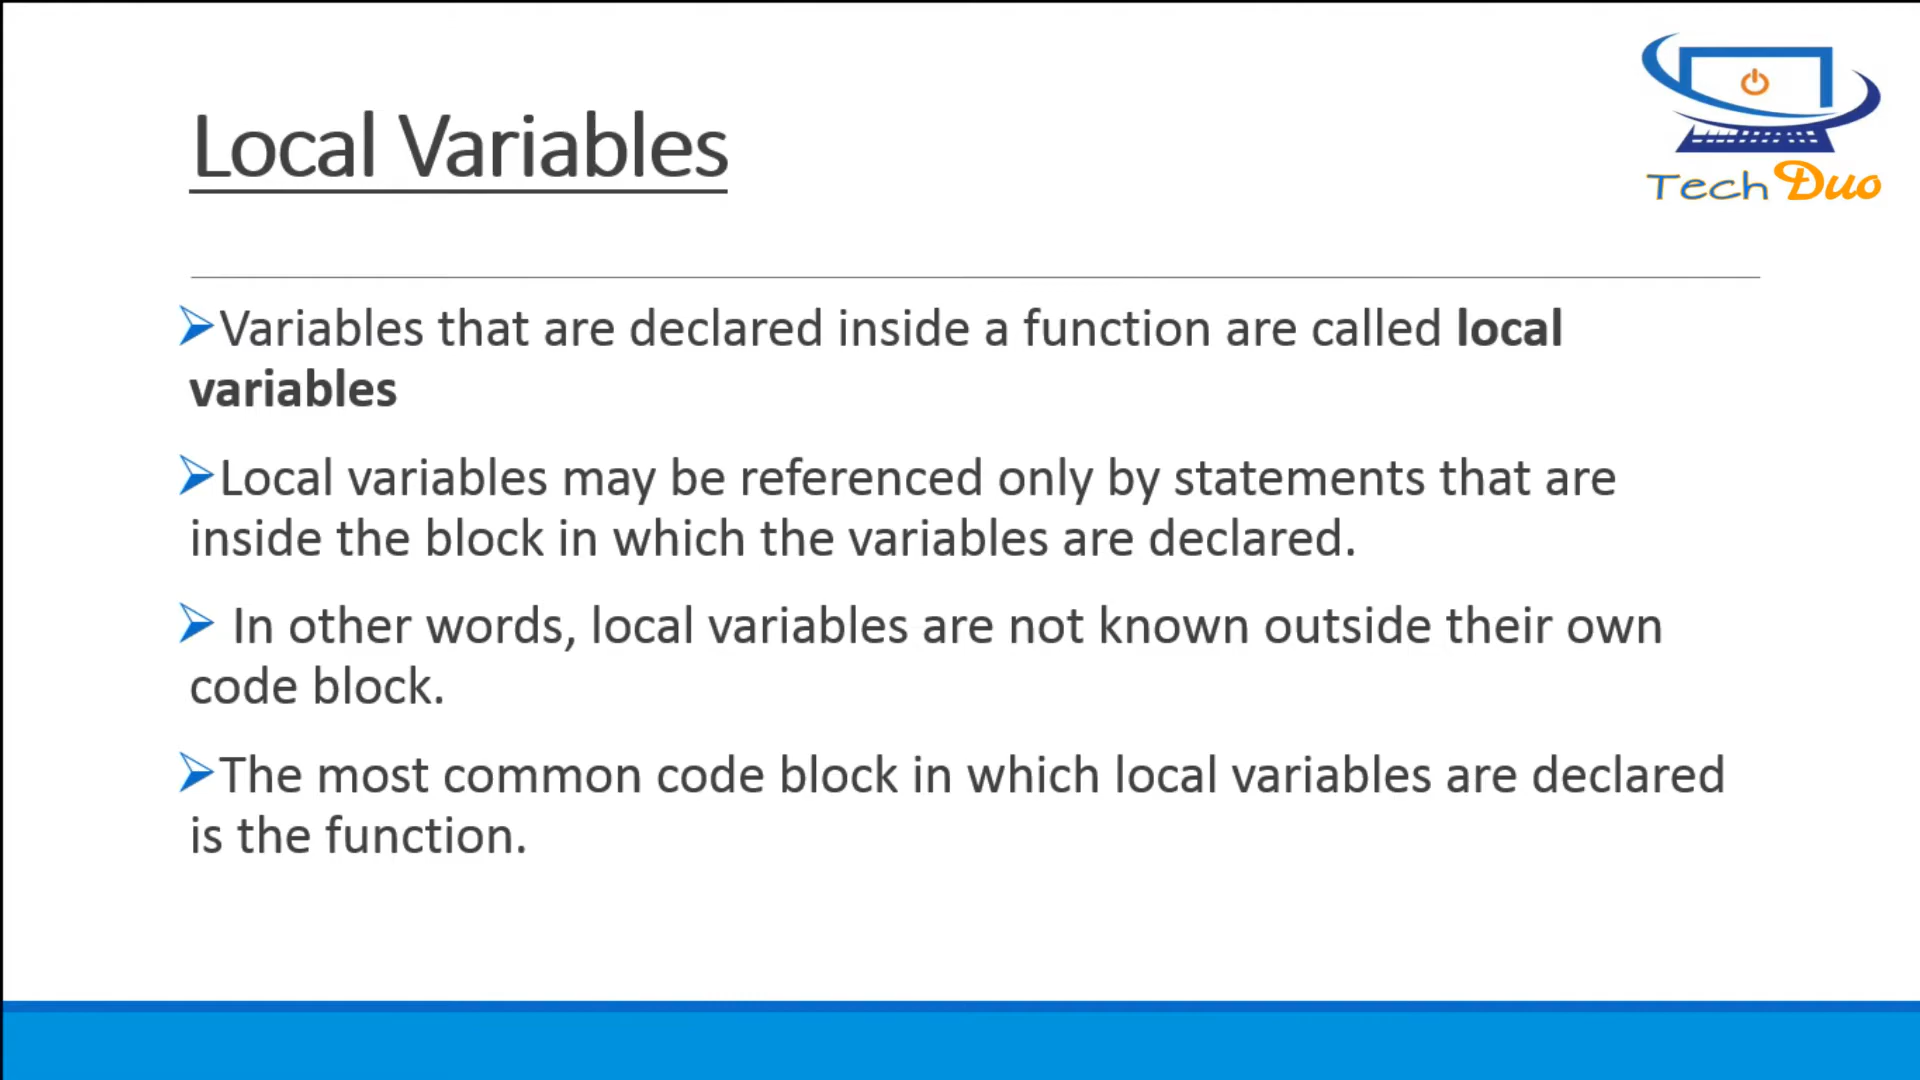 Local Variables
Tech Duo
➢Variables that are declared inside a function are called local
variables
➢Local variables may be referenced only by statements that are
inside the block in which the variables are declared.
➢ In other words, local variables are not known outside their own
code block.
➢The most common code block in which local variables are declared
is the function.